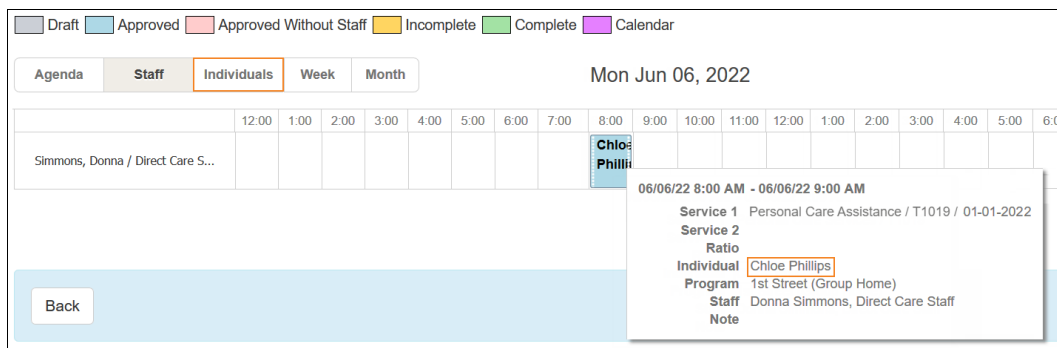 Draft Approved Approved Without Staff Incomplete Complete Calendar
Agenda Staff Individuals Week Month Mon Jun 06, 2022
12:00 1:00 2:00 3:00 4:00 5:00 6:00 7:00 8:00 9:00 10:00 11:00 12:00 1:00 2:00 3:00 4:00 5:00
Simmons, Donna / Direct Care S...
Chloe
06/06/22 8:00 AM - 06/06/22 9:00 AM
Service 1 Personal Care Assistance / T1019 / 01-01-2022
Service 2
Ratio
Individual Chloe Phillips
Program 1st Street (Group Home)
Staff Donna Simmons, Direct Care Staff
Note
Back